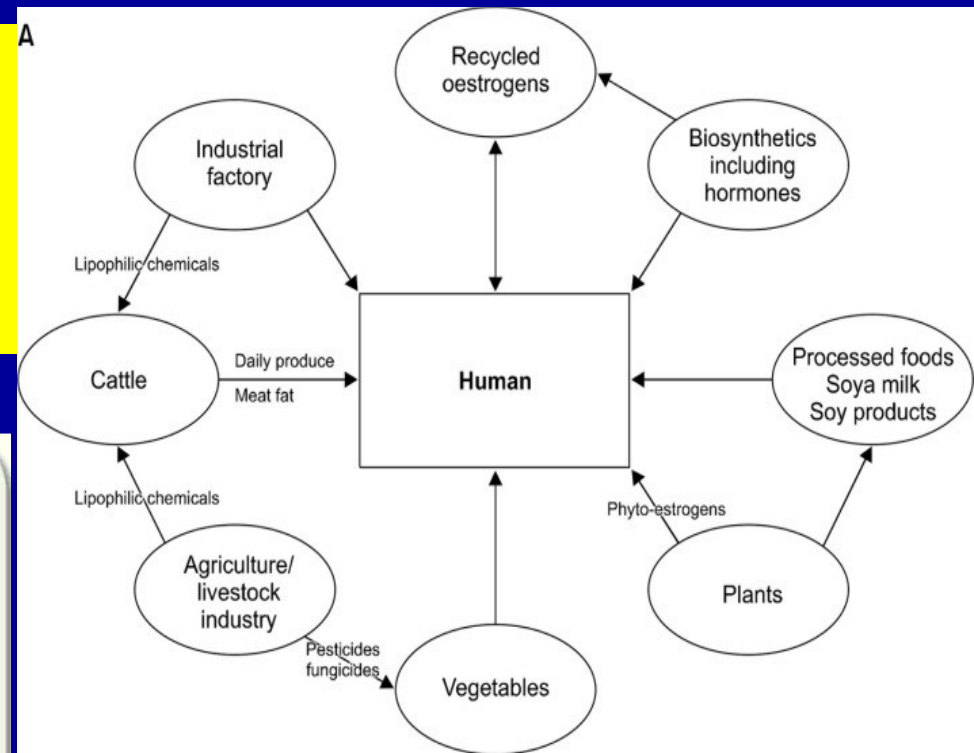 A
Recycled
oestrogens
Industrial
factory
Biosynthetics
including
hormones
Lipophilic chemicals
Cattle
Daily produce
Meat fat
Human
Processed foods
Soya milk
Soy products
Lipophilic chemicals
Phyto-estrogens
Agriculture/
livestock
industry
Plants
Pesticides
fungicides
Vegetables